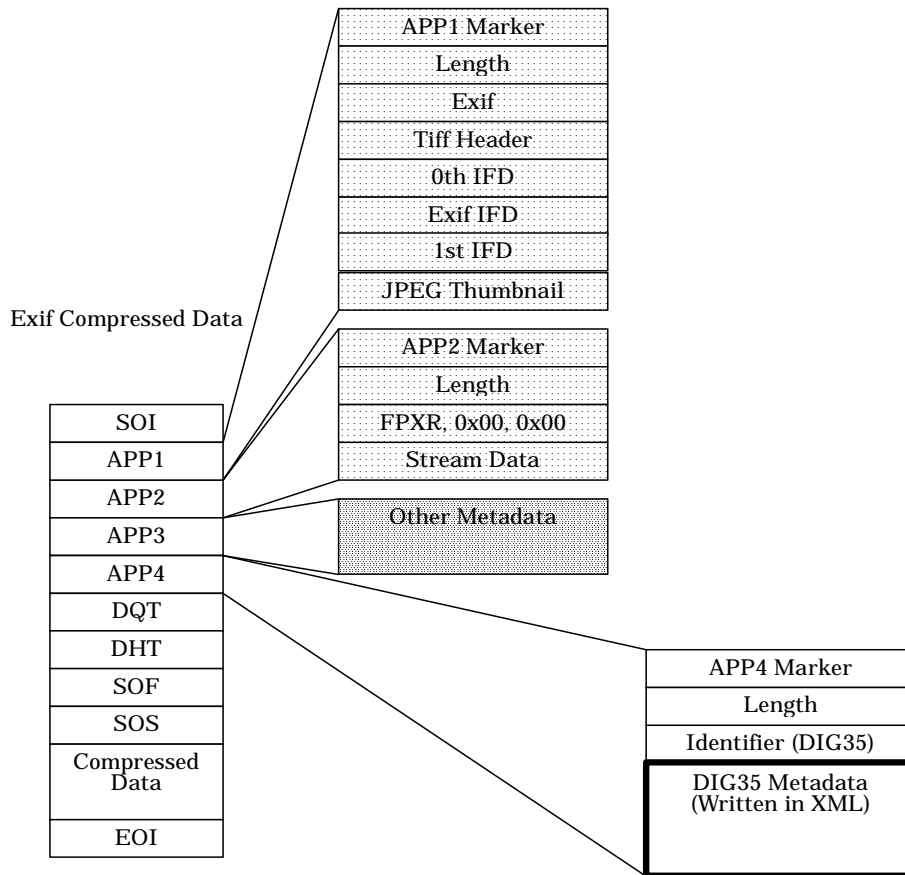 Exif Compressed Data
SOI
APP1
APP2
APP3
APP4
DQT
DHT
SOF
SOS
Compressed
Data
EOI
APP1 Marker
Length
Exif
Tiff Header
0th IFD
Exif IFD
1st IFD
JPEG Thumbnail
APP2 Marker
Length
FPXR, 0x00, 0x00
Stream Data
Other Metadata
APP4 Marker
Length
Identifier (DIG35)
DIG35 Metadata
(Written in XML)